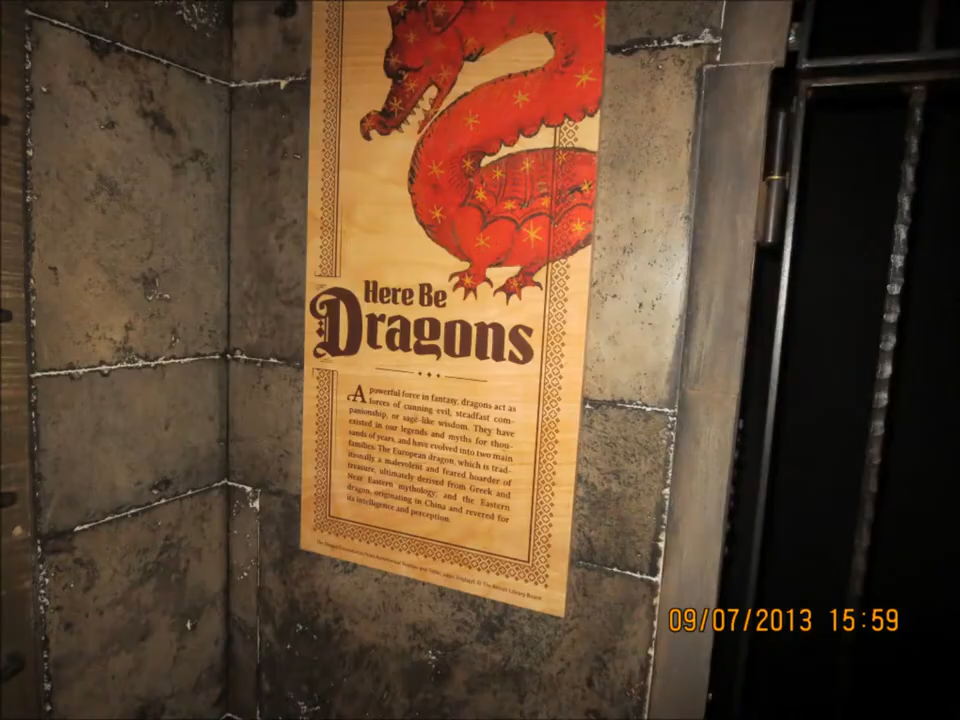 Here Be
Dragons
A powerful force in fantasy, dragons act as
forces of cunning evil, steadfast com-
panionship, or sage-like wisdom. They have
existed in our legends and myths for thou-
sands of years, and have evolved into two main
families. The European dragon, which is trad-
itionally a malevolent and feared hoarder of
treasure, ultimately derived from Greek and
Near Eastern mythology, and the Eastern
dragon, originating in China and revered for
its intelligence and perception.
© The British Library Board
09/07/2013 15:59